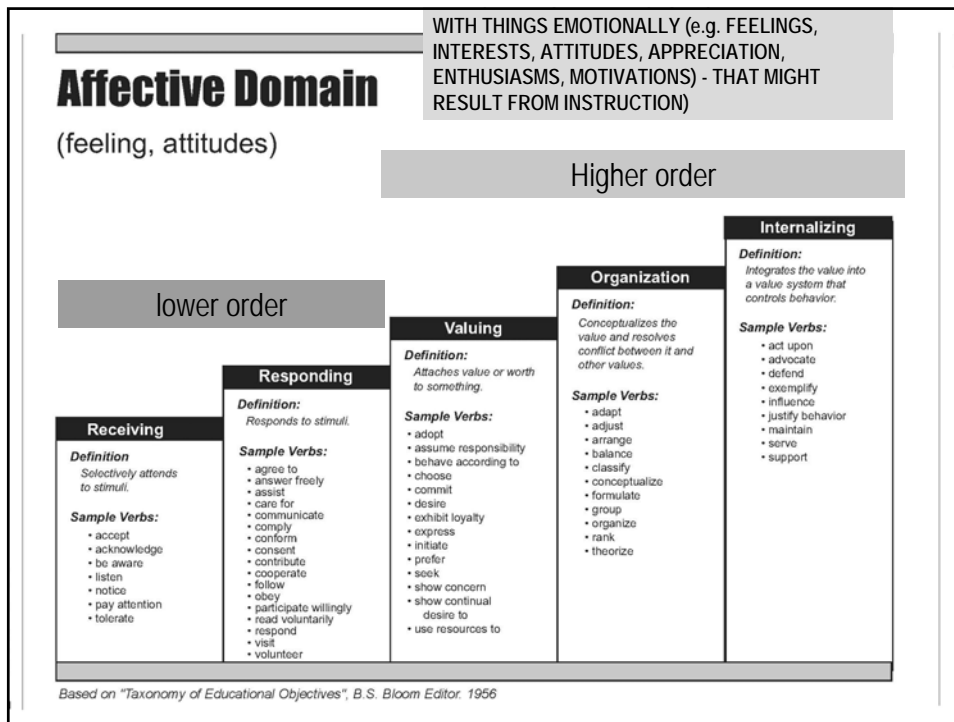 WITH THINGS EMOTIONALLY (e.g. FEELINGS,
INTERESTS, ATTITUDES, APPRECIATION,
ENTHUSIASMS, MOTIVATIONS) - THAT MIGHT
RESULT FROM INSTRUCTION)
Affective Domain
(feeling, attitudes)
Higher order
lower order
Receiving
Definition
Selectively attends
to stimuli.
Sample Verbs:
• accept
• acknowledge
• be aware
• listen
• notice
• pay attention
• tolerate
Responding
Definition:
Responds to stimuli.
Sample Verbs:
• agree to
• answer freely
• assist
• care for
• communicate
• comply
• conform
• consent
• contribute
• cooperate
• follow
• obey
• participate willingly
• read voluntarily
• respond
• visit
• volunteer
Valuing
Definition:
Attaches value or worth
to something.
Sample Verbs:
• adopt
• assume responsibility
• behave according to
• choose
• commit
• desire
• exhibit loyalty
• express
• initiate
• prefer
• seek
• show concern
• show continual
desire to
• use resources to
Organization
Definition:
Conceptualizes the
value and resolves
conflict between it and
other values.
Sample Verbs:
• adapt
• adjust
• arrange
• balance
• classify
• conceptualize
• formulate
• group
• organize
• rank
• theorize
Internalizing
Definition:
Integrates the value into
a value system that
controls behavior.
Sample Verbs:
• act upon
• advocate
• defend
• exemplify
• influence
• justify behavior
• maintain
• serve
• support
Based on "Taxonomy of Educational Objectives", B.S. Bloom Editor. 1956